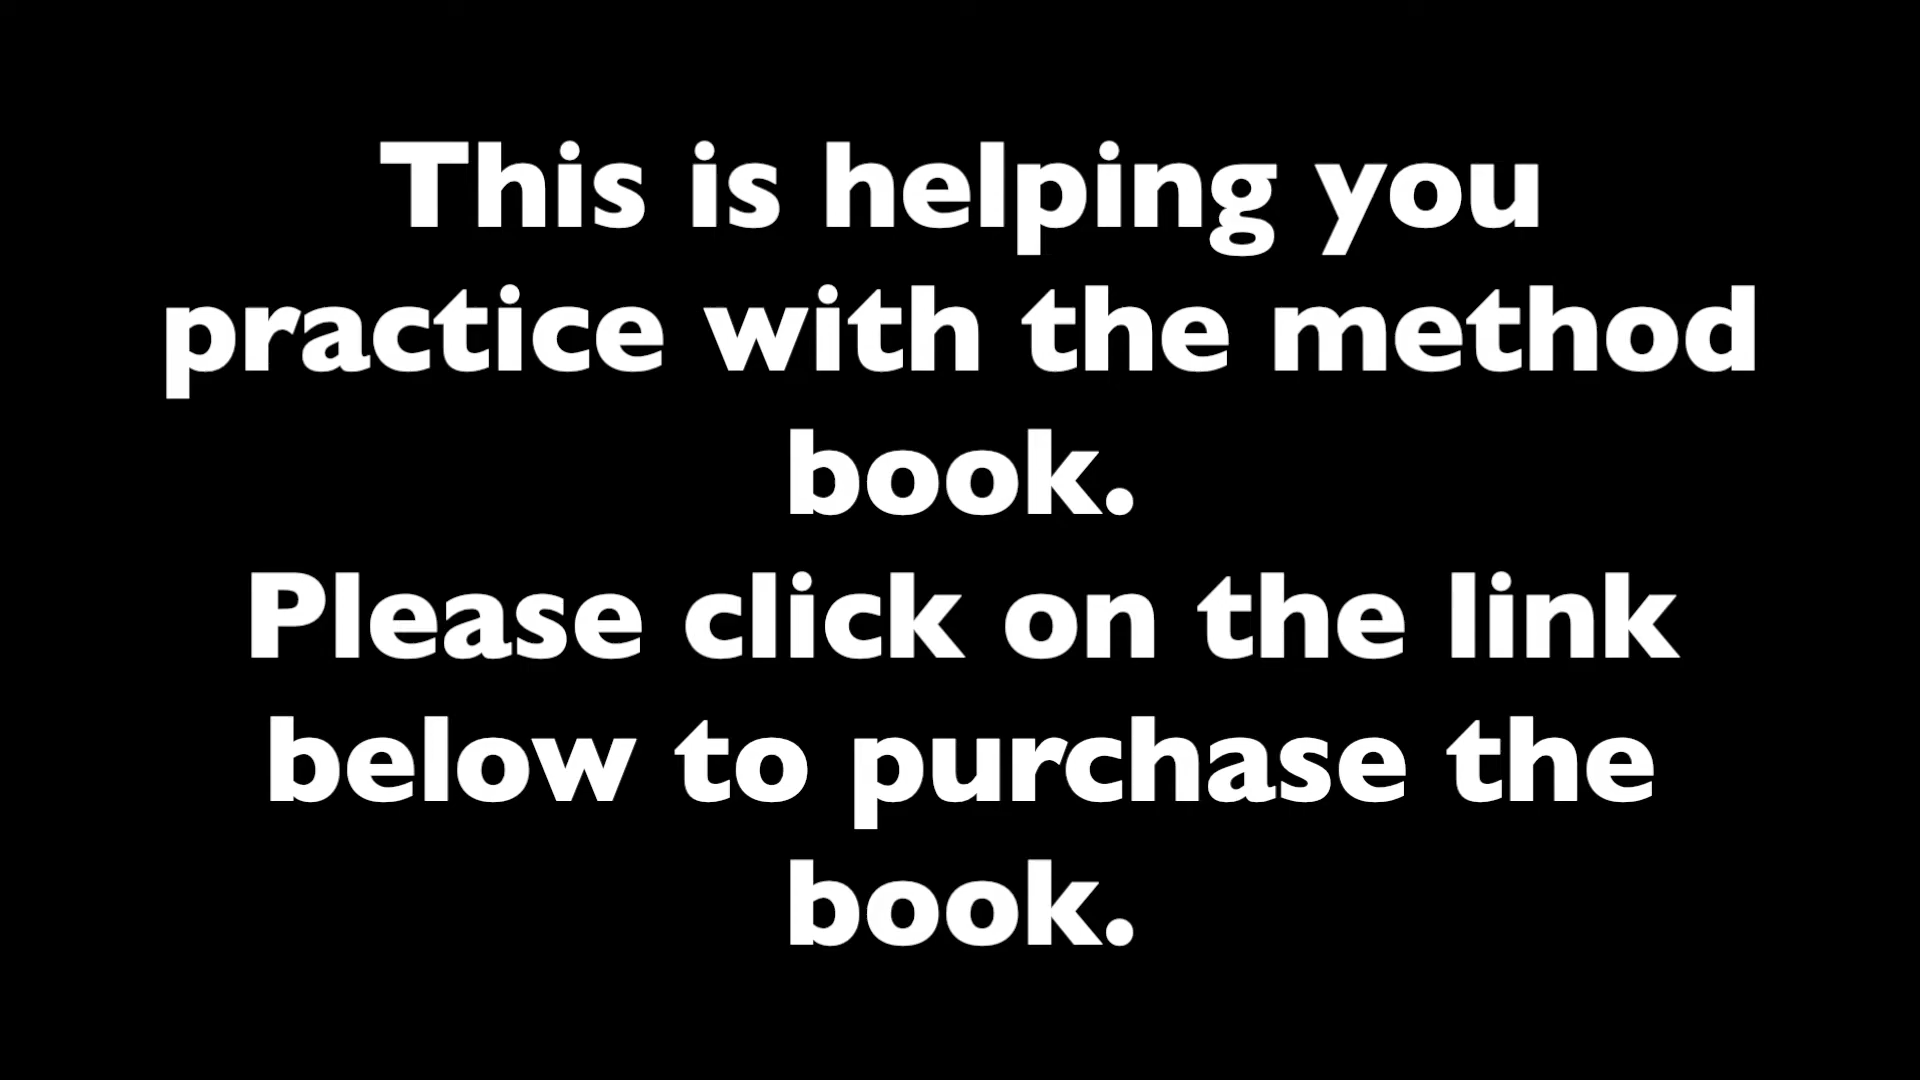 This is helping you
practice with the method
book.
Please click on the link
below to purchase the
book.